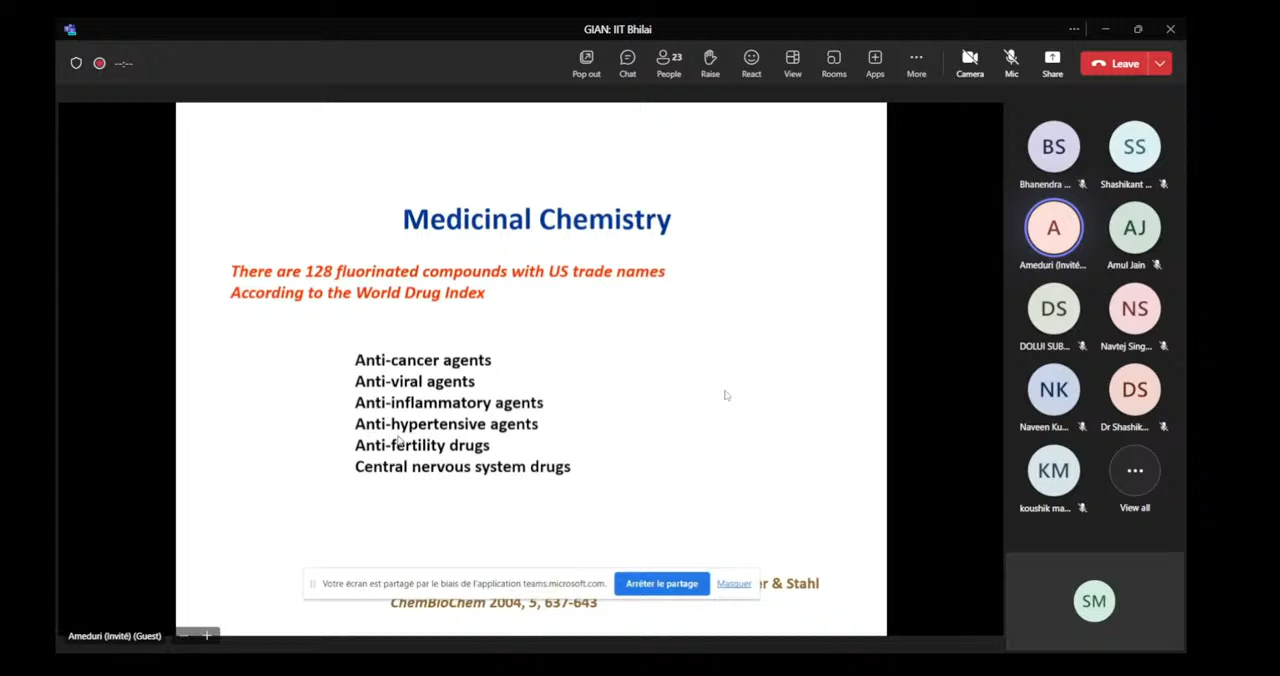 GIAN: IIT Bhilai
--:--
Pop out
Chat
23
People
Raise
React
View
Rooms
Apps
More
Camera
Mic
Share
Leave
Medicinal Chemistry
There are 128 fluorinated compounds with US trade names
According to the World Drug Index
Anti-cancer agents
Anti-viral agents
Anti-inflammatory agents
Anti-hypertensive agents
Anti-fertility drugs
Central nervous system drugs
Votre écran est partagé par le biais de l'application teams.microsoft.com.
Arrêter le partage
Masquer
er & Stahl
ChemBioChem 2004, 5, 637-643
Ameduri (Invité) (Guest)
BS
SS
Bhanendra ...
Shashikant ...
A
AJ
Ameduri (Invité...
Amul Jain
DS
NS
DOLUI SUB...
Navtej Sing...
NK
DS
Naveen Ku...
Dr Shashik...
KM
koushik ma...
View all
SM